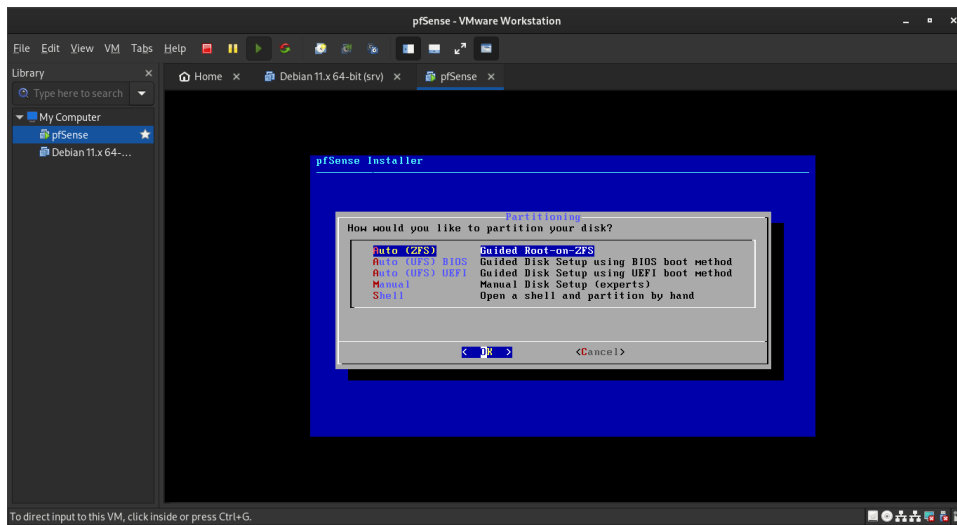 pfSense - VMware Workstation
File Edit View VM Tabs Help
Library
Home
Debian 11.x 64-bit (srv)
pfSense
Type here to search
My Computer
pfSense
Debian 11.x 64-...
pfSense Installer
Partitioning
How would you like to partition your disk?
Auto (ZFS) Guided Root-on-ZFS
Auto (UFS) BIOS Guided Disk Setup using BIOS boot method
Auto (UFS) UEFI Guided Disk Setup using UEFI boot method
Manual Manual Disk Setup (experts)
Shell Open a shell and partition by hand
< OK > <Cancel>
To direct input to this VM, click inside or press Ctrl+G.